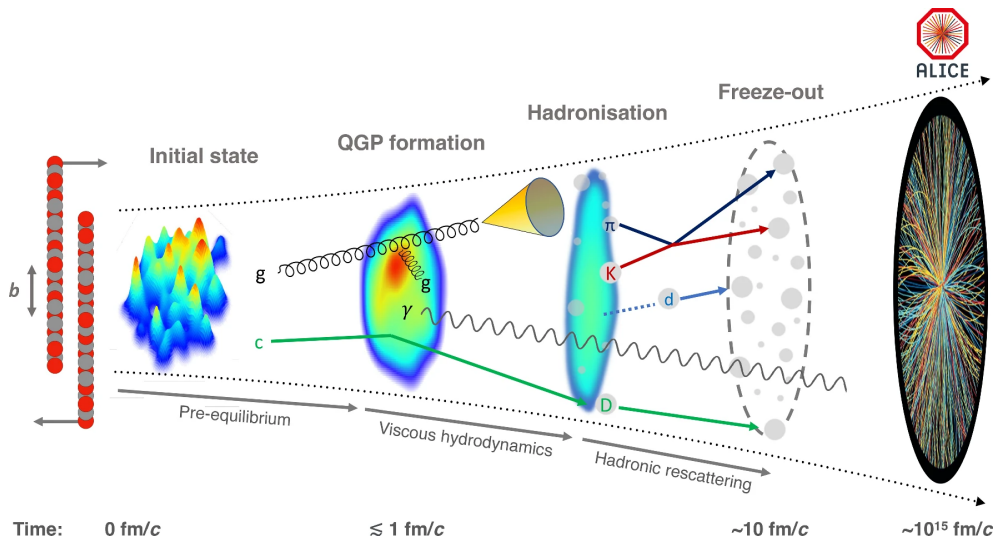 ALICE
Freeze-out
Hadronisation
QGP formation
Initial state
b
g
g
γ
c
π
K
d
D
Pre-equilibrium
Viscous hydrodynamics
Hadronic rescattering
Time: 0 fm/c ≲ 1 fm/c ~10 fm/c ~10¹⁵ fm/c